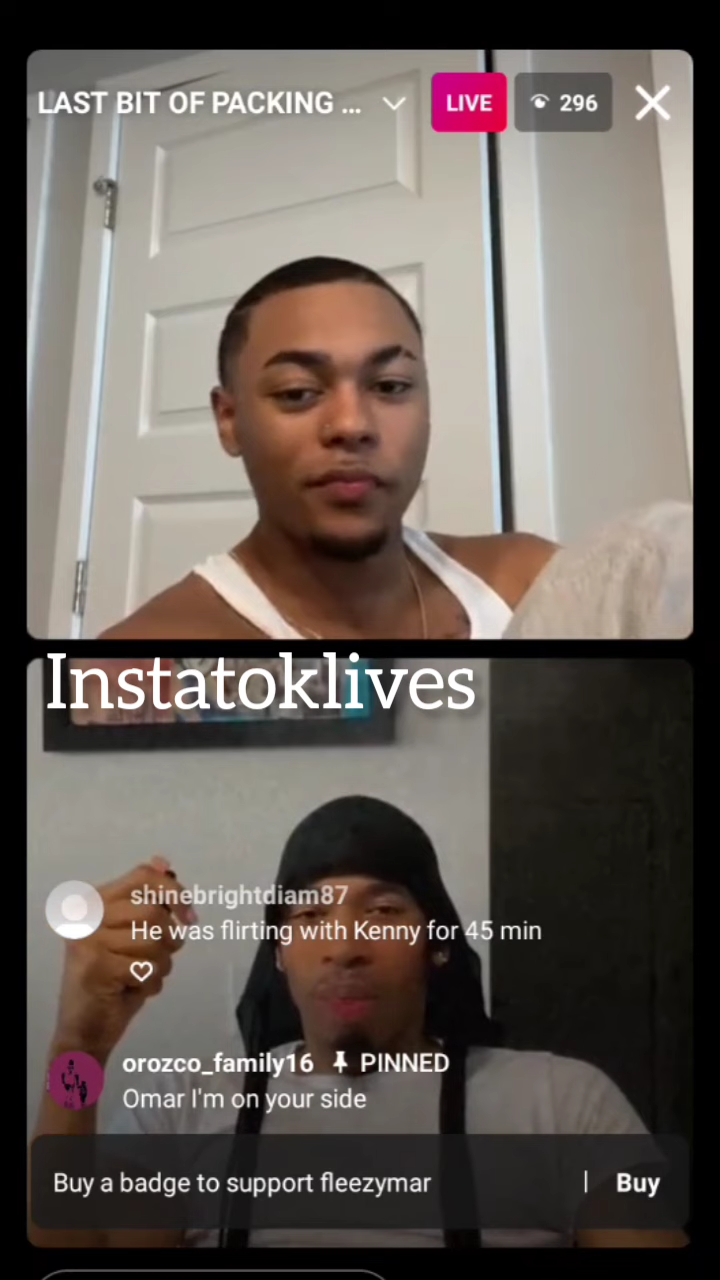 LAST BIT OF PACKING ...
LIVE
296
Instatoklives
shinebrightdiam87
He was flirting with Kenny for 45 min
orozco_family16 PINNED
Omar I'm on your side
Buy a badge to support fleezymar | Buy